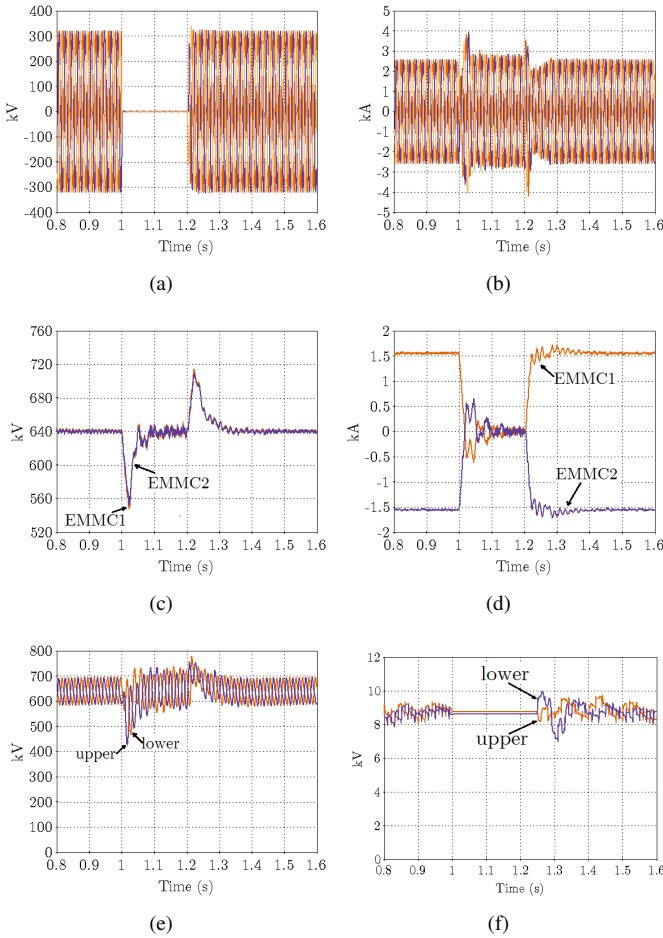 400
300
200
100
0
-100
-200
-300
-400
kV
0.8 0.9 1 1.1 1.2 1.3 1.4 1.5 1.6
Time (s)
(a)
5
4
3
2
1
0
-1
-2
-3
-4
-5
kA
0.8 0.9 1 1.1 1.2 1.3 1.4 1.5 1.6
Time (s)
(b)
760
720
680
640
600
560
520
kV
EMMC2
EMMC1
0.8 0.9 1 1.1 1.2 1.3 1.4 1.5 1.6
Time (s)
(c)
2
1.5
1
0.5
0
-0.5
-1
-1.5
-2
kA
EMMC1
EMMC2
0.8 0.9 1 1.1 1.2 1.3 1.4 1.5 1.6
Time (s)
(d)
800
700
600
500
400
300
200
100
0
kV
upper
lower
0.8 0.9 1 1.1 1.2 1.3 1.4 1.5 1.6
Time (s)
(e)
12
10
8
6
4
2
0
kV
lower
upper
0.8 0.9 1 1.1 1.2 1.3 1.4 1.5 1.6
Time (s)
(f)